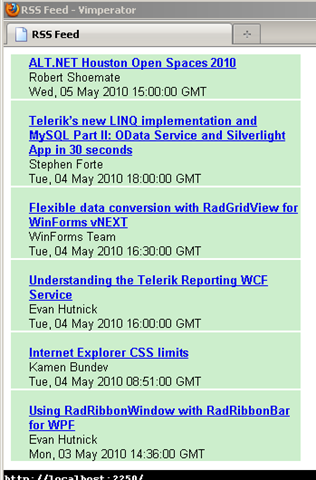 RSS Feed - Vimperator
RSS Feed
ALT.NET Houston Open Spaces 2010
Robert Shoemate
Wed, 05 May 2010 15:00:00 GMT
Telerik's new LINQ implementation and
MySQL Part II: OData Service and Silverlight
App in 30 seconds
Stephen Forte
Tue, 04 May 2010 18:00:00 GMT
Flexible data conversion with RadGridView for
WinForms vNEXT
WinForms Team
Tue, 04 May 2010 16:30:00 GMT
Understanding the Telerik Reporting WCF
Service
Evan Hutnick
Tue, 04 May 2010 16:00:00 GMT
Internet Explorer CSS limits
Kamen Bundev
Tue, 04 May 2010 08:51:00 GMT
Using RadRibbonWindow with RadRibbonBar
for WPF
Evan Hutnick
Mon, 03 May 2010 14:36:00 GMT
http://localhost:2250/